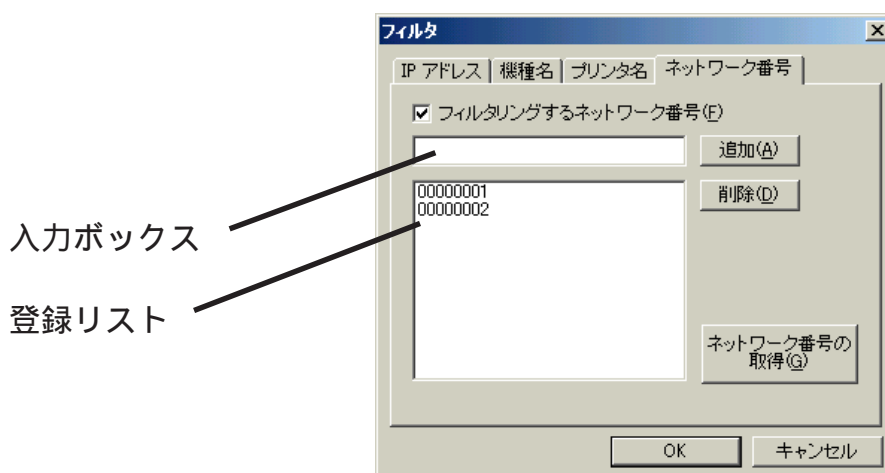 フィルタ
IP アドレス 機種名 プリンタ名 ネットワーク番号
フィルタリングするネットワーク番号(F)
追加(A)
00000001
00000002
削除(D)
入力ボックス
登録リスト
ネットワーク番号の
取得(G)
OK キャンセル